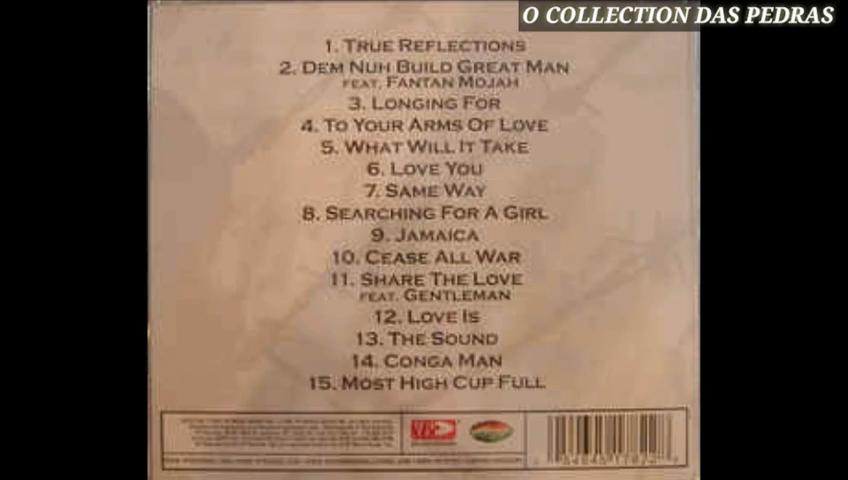 O COLLECTION DAS PEDRAS
1. TRUE REFLECTIONS
2. DEM NUH BUILD GREAT MAN
FEAT. FANTAN MOJAH
3. LONGING FOR
4. TO YOUR ARMS OF LOVE
5. WHAT WILL IT TAKE
6. LOVE YOU
7. SAME WAY
8. SEARCHING FOR A GIRL
9. JAMAICA
10. CEASE ALL WAR
11. SHARE THE LOVE
FEAT. GENTLEMAN
12. LOVE IS
13. THE SOUND
14. CONGA MAN
15. MOST HIGH CUP FULL